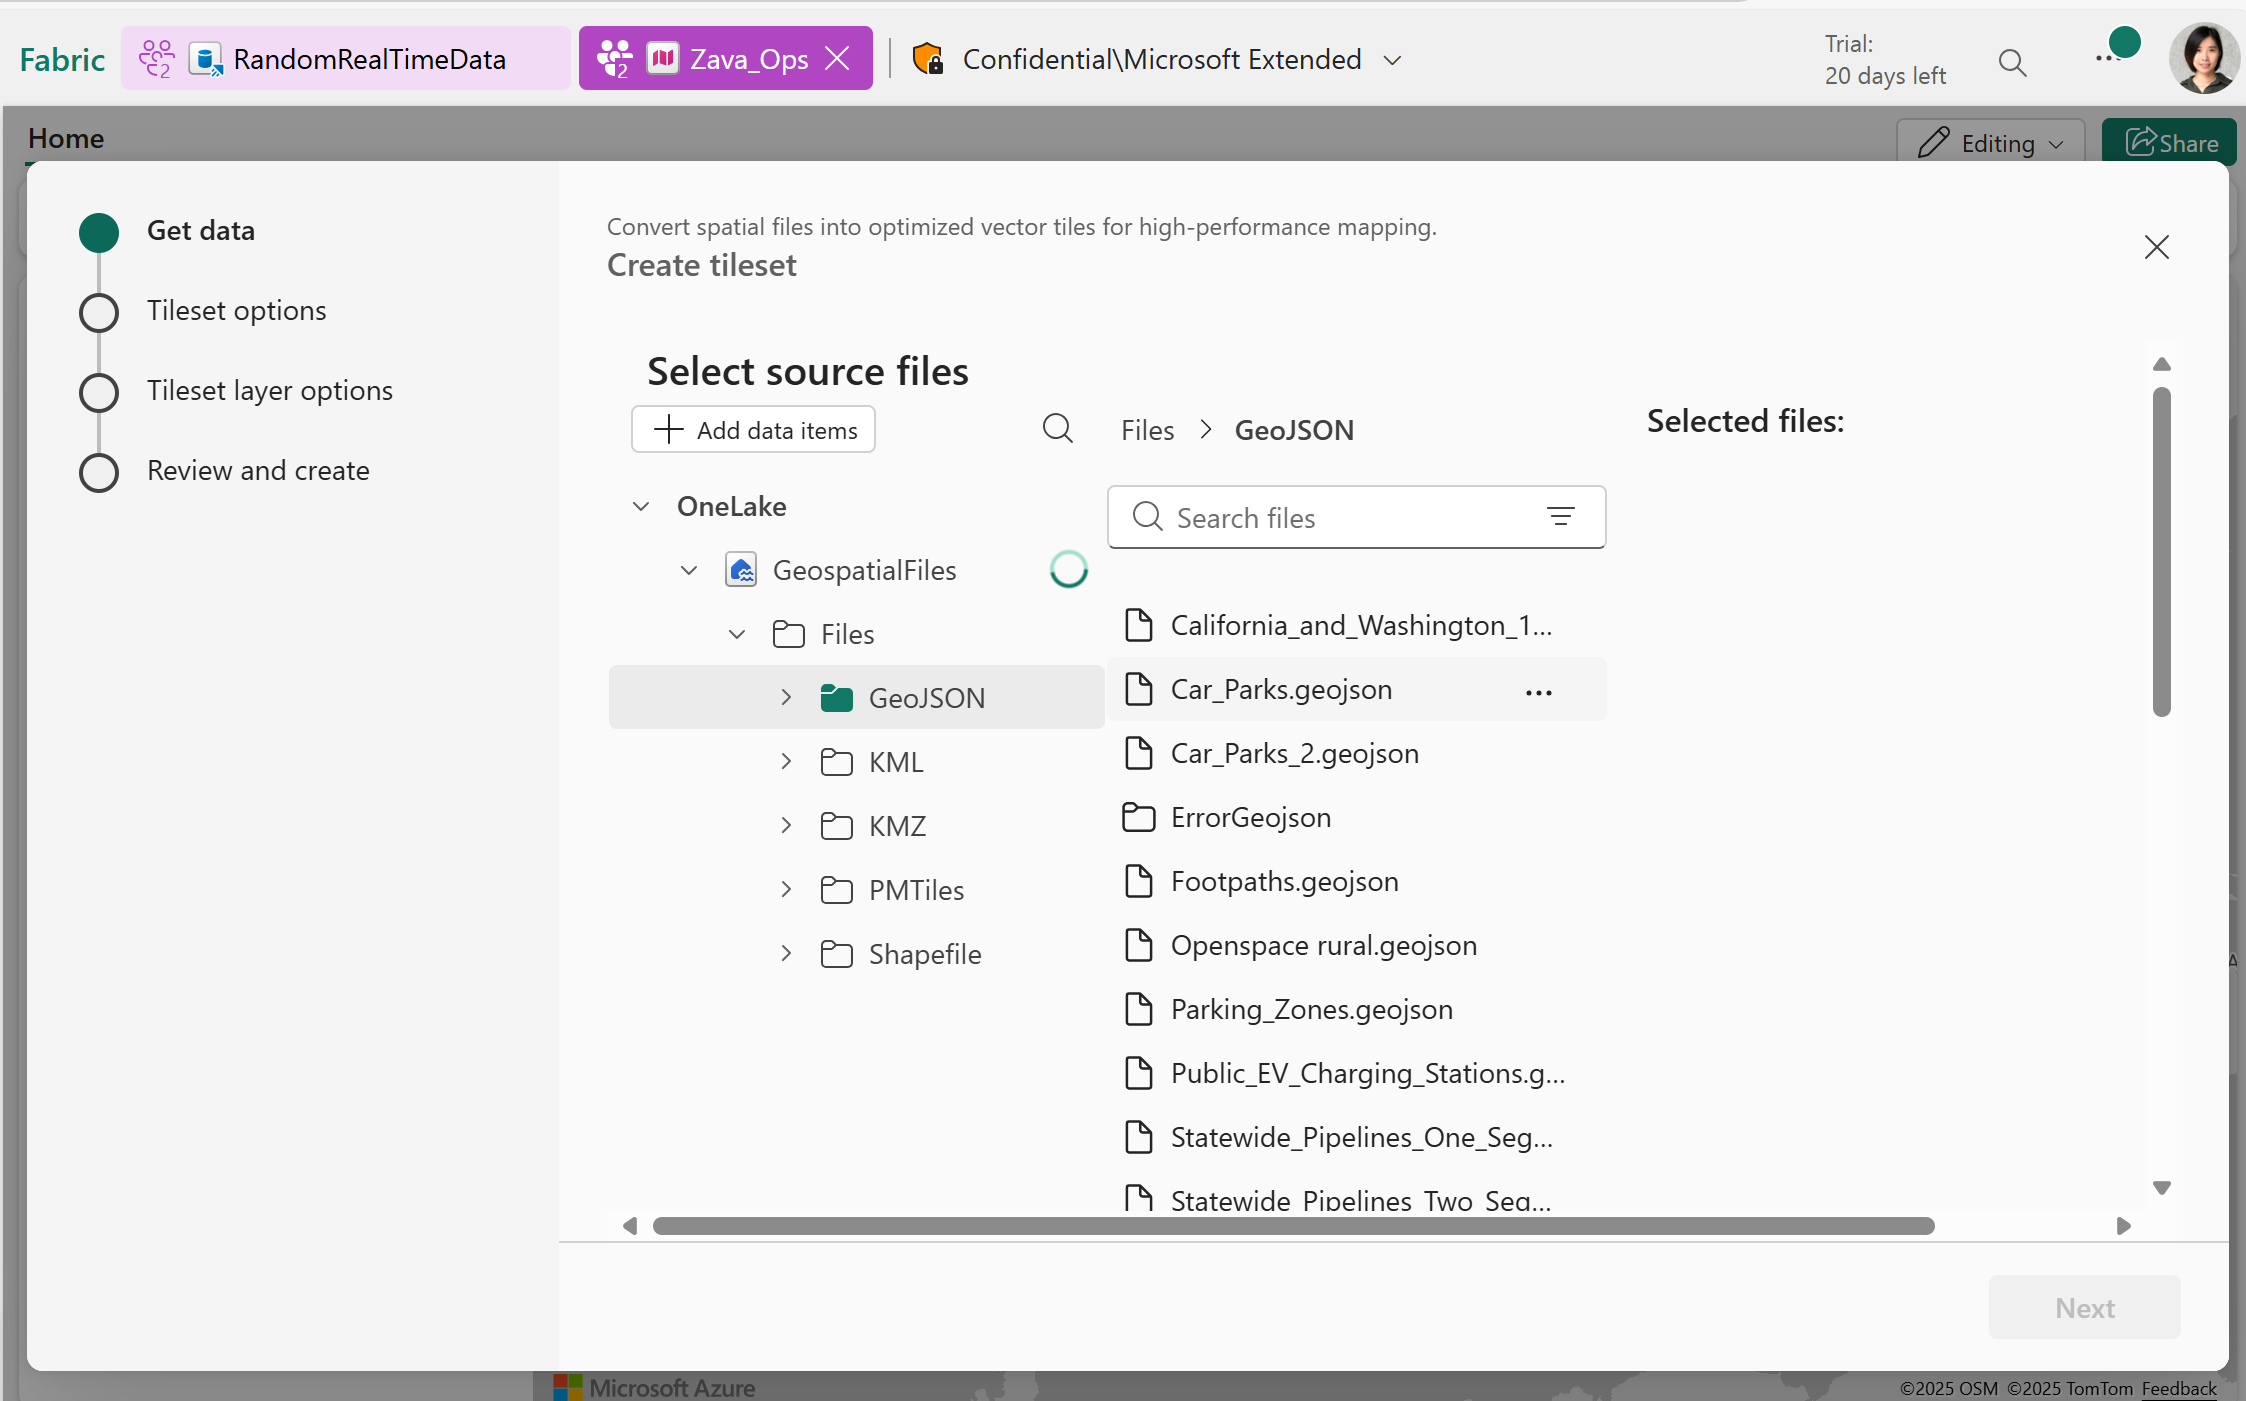 Fabric
2
RandomRealTimeData
2
Zava_Ops
Confidential\Microsoft Extended
Trial:
20 days left
Home
Editing
Share
Get data
Tileset options
Tileset layer options
Review and create
Convert spatial files into optimized vector tiles for high-performance mapping.
Create tileset
Select source files
Add data items
OneLake
GeospatialFiles
Files
GeoJSON
KML
KMZ
PMTiles
Shapefile
Files > GeoJSON
Search files
California_and_Washington_1...
Car_Parks.geojson
Car_Parks_2.geojson
ErrorGeojson
Footpaths.geojson
Openspace rural.geojson
Parking_Zones.geojson
Public_EV_Charging_Stations.g...
Statewide_Pipelines_One_Seg...
Statewide_Pipelines_Two_Seg...
Selected files:
Next
Microsoft Azure
©2025 OSM ©2025 TomTom Feedback